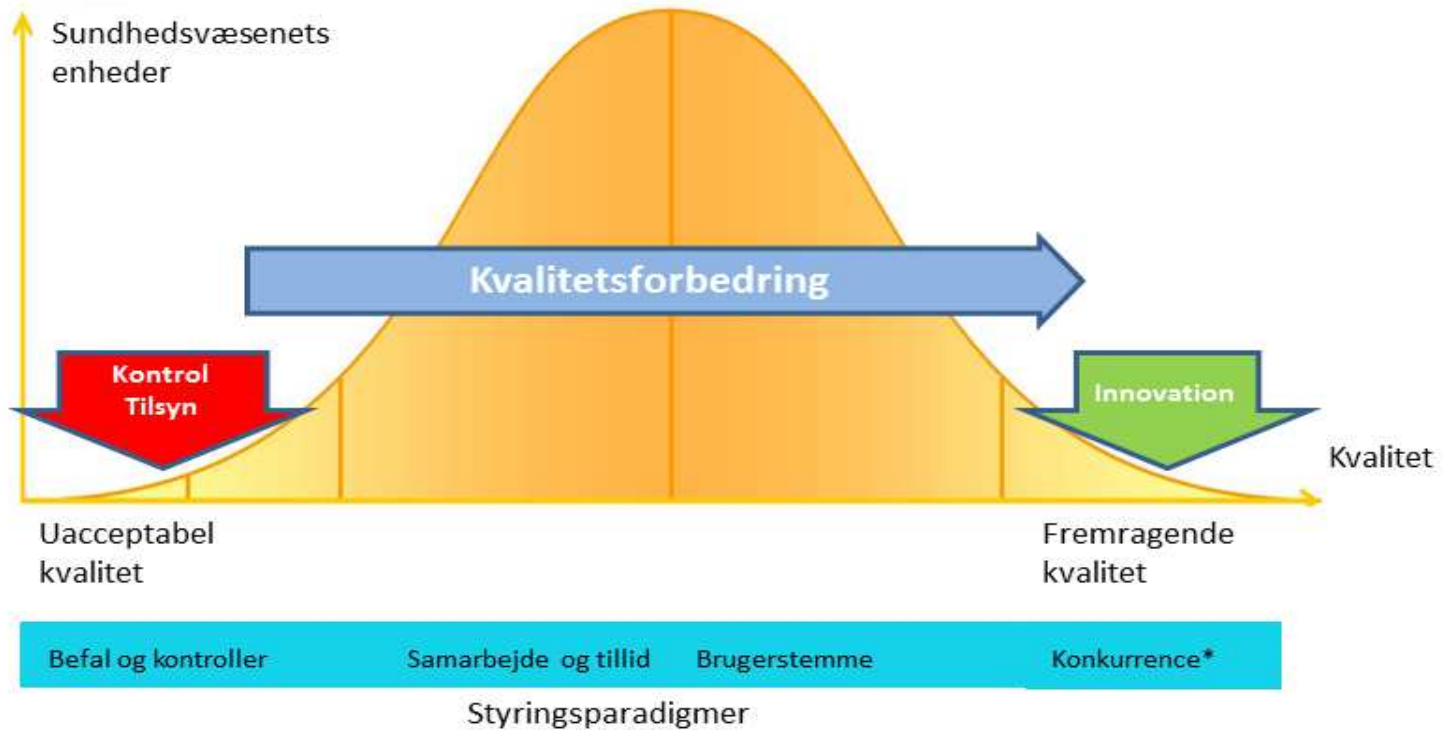 Sundhedsvæsenets
enheder
Kvalitetsforbedring
Kontrol
Tilsyn
Innovation
Kvalitet
Uacceptabel
kvalitet
Fremragende
kvalitet
Befal og kontroller
Samarbejde og tillid
Brugerstemme
Konkurrence*
Styringsparadigmer